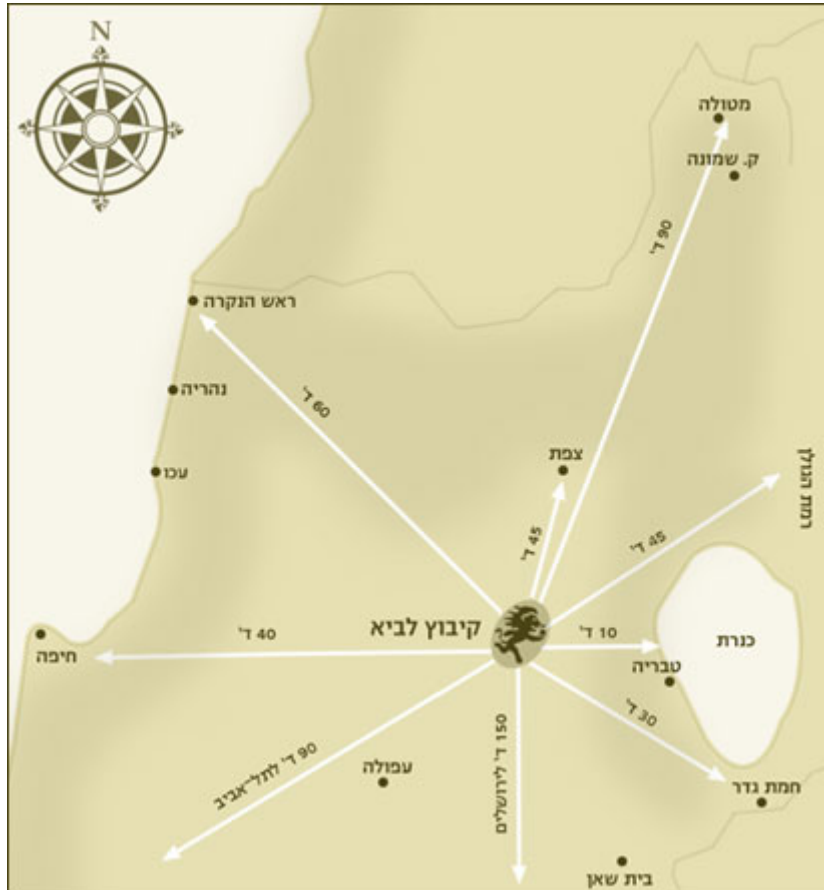 N
מטולה
ק. שמונה
90 ד'
ראש הנקרה
נהריה
60 ד'
עכו
צפת
רמת הגולן
45 ד'
45 ד'
קיבוץ לביא
10 ד'
כנרת
חיפה
40 ד'
טבריה
30 ד'
90 ד' לתל-אביב
עפולה
150 ד' לירושלים
חמת גדר
בית שאן